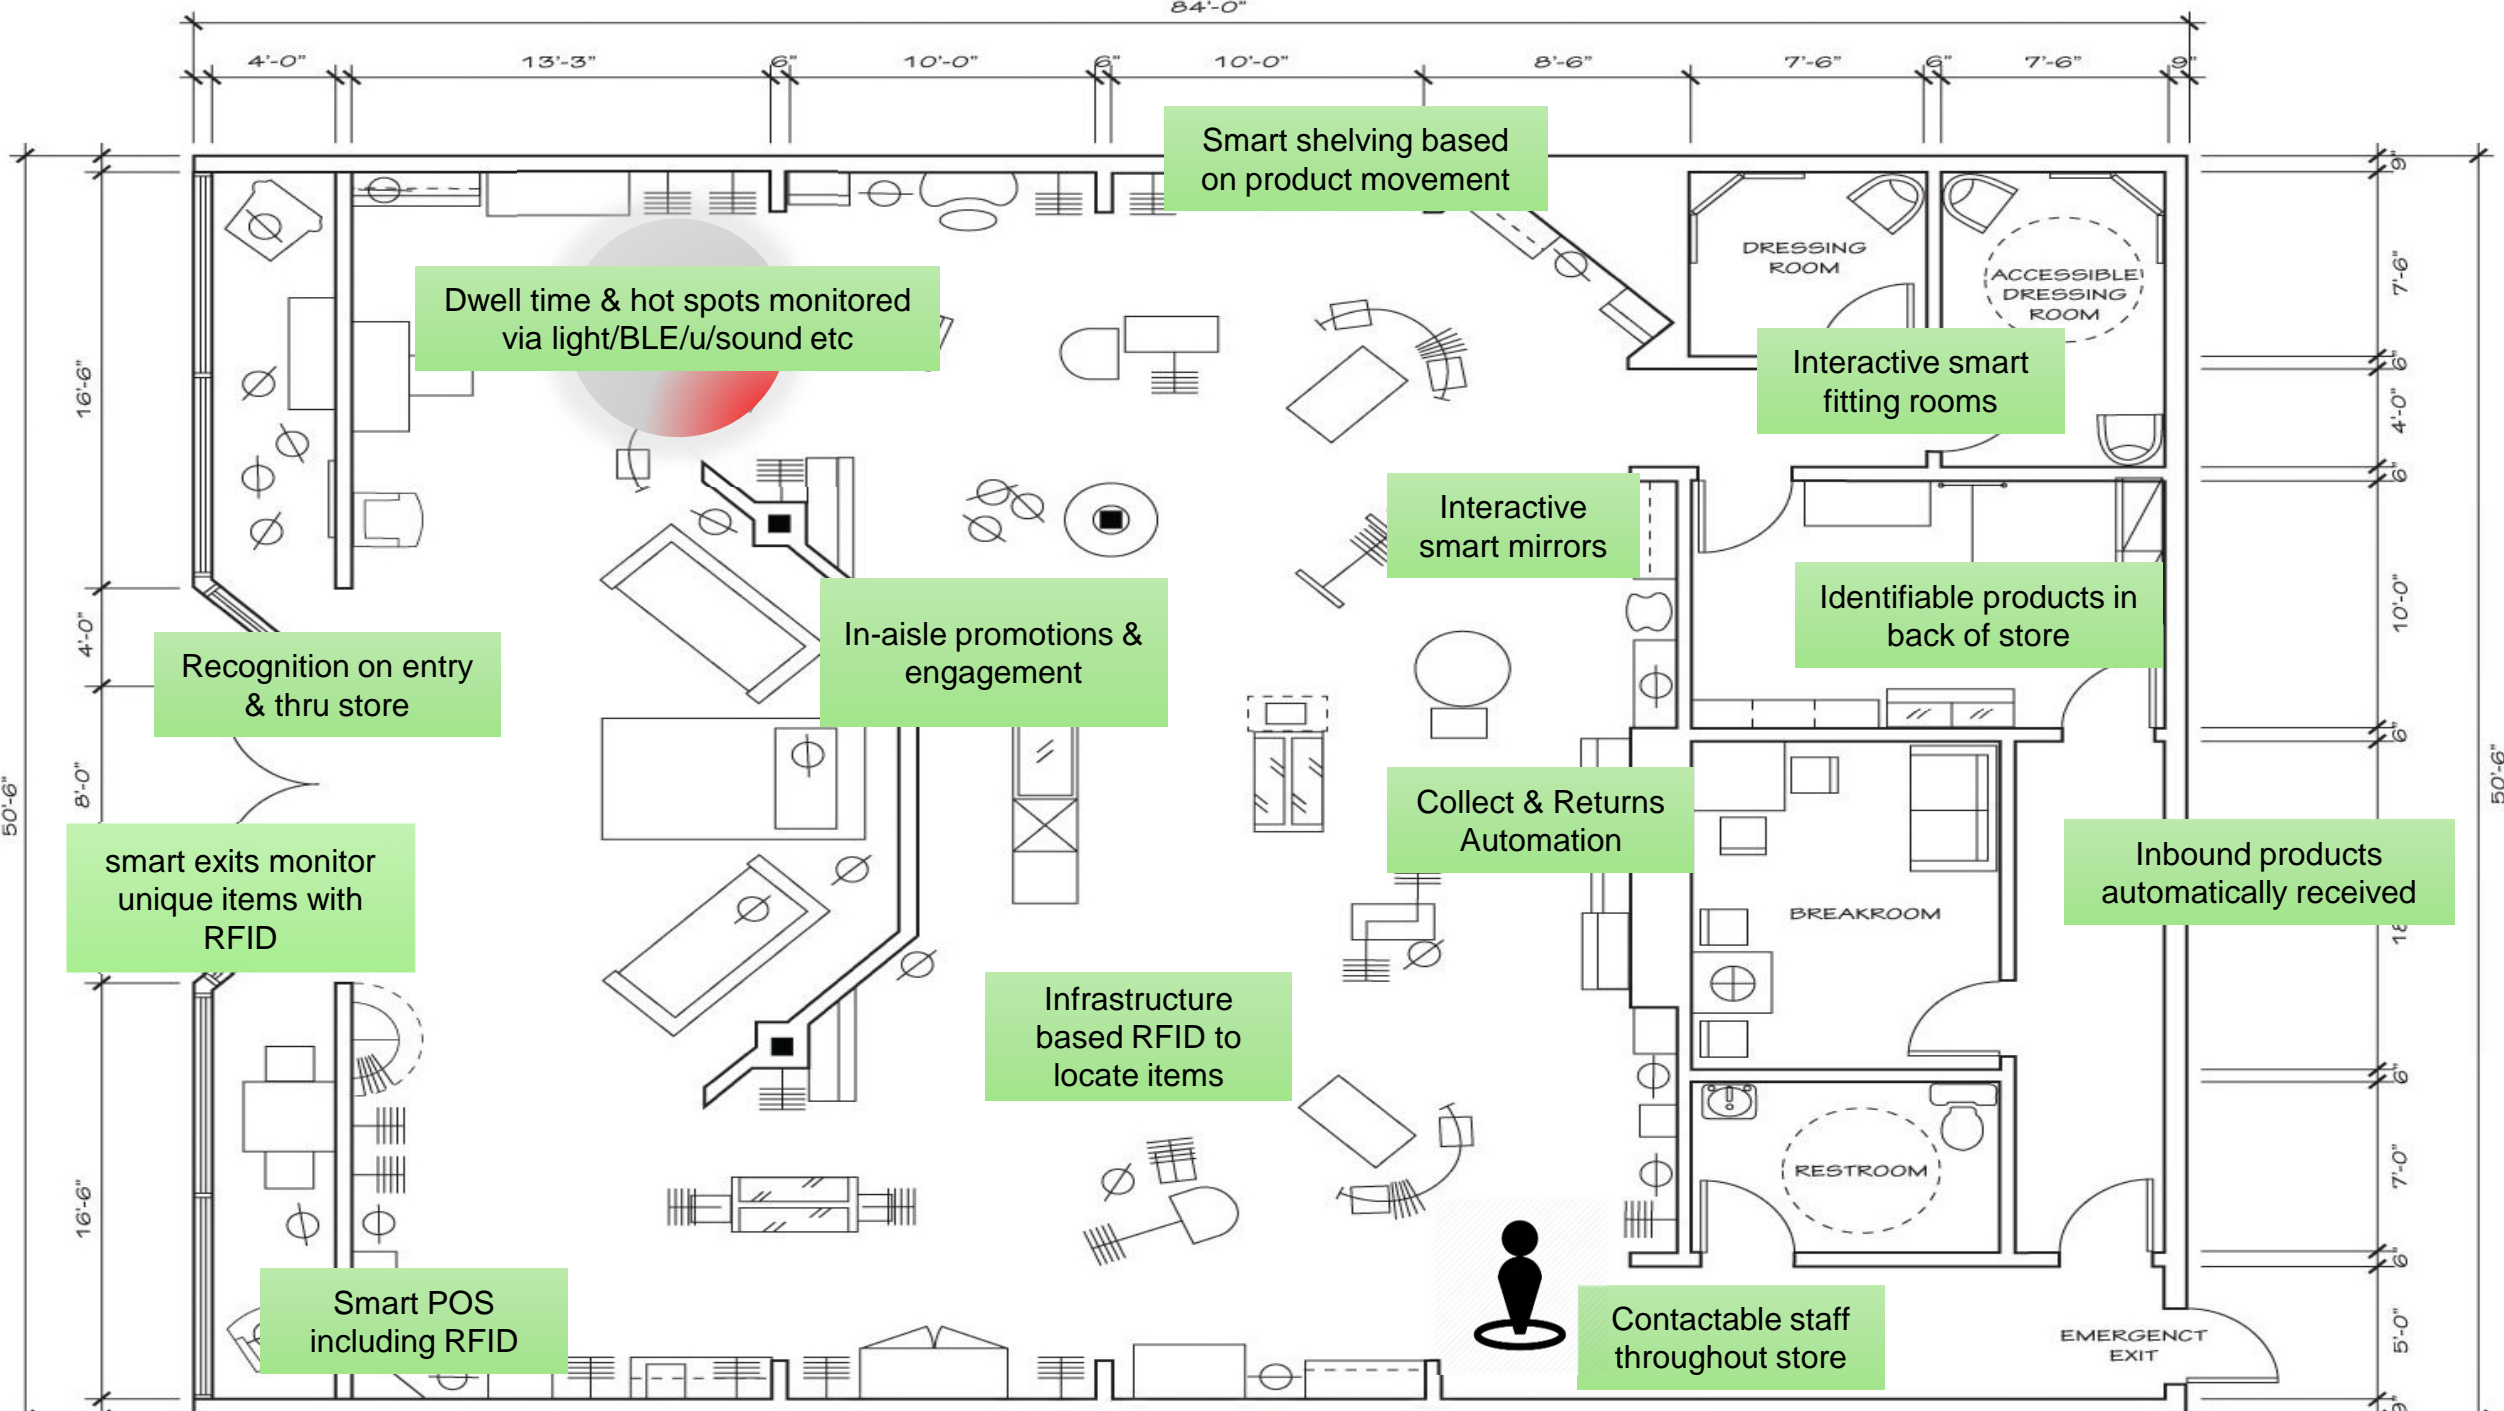 84'-0"
4'-0"
13'-3"
6"
10'-0"
6"
10'-0"
8'-6"
7'-6"
6"
7'-6"
9"
Smart shelving based
on product movement
9"
DRESSING
ROOM
ACCESSIBLE
DRESSING
ROOM
7'-6"
Dwell time & hot spots monitored
via light/BLE/u/sound etc
Interactive smart
fitting rooms
6"
16'-6"
4'-0"
6"
Interactive
smart mirrors
Identifiable products in
back of store
10'-0"
4'-0"
In-aisle promotions &
engagement
Recognition on entry
& thru store
6"
50'-6"
8'-0"
Collect & Returns
Automation
50'-6"
smart exits monitor
unique items with
RFID
Inbound products
automatically received
BREAKROOM
Infrastructure
based RFID to
locate items
6"
16'-6"
RESTROOM
7'-0"
6"
Smart POS
including RFID
Contactable staff
throughout store
EMERGENCT
EXIT
5'-0"
9"